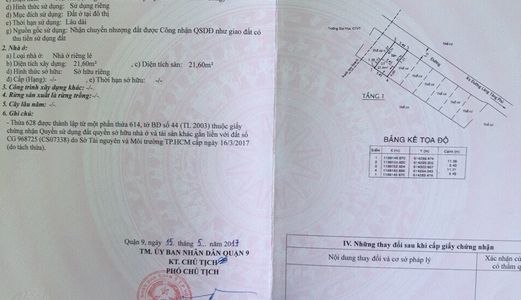 d) Hình thức sử dụng: Sử dụng riêng
đ) Mục đích sử dụng: Đất ở tại đô thị
e) Thời hạn sử dụng: Lâu dài
g) Nguồn gốc sử dụng: Nhận chuyển nhượng đất được Công nhận QSDĐ như giao đất có
thu tiền sử dụng đất
2. Nhà ở:
a) Loại nhà ở: Nhà ở riêng lẻ
b) Diện tích xây dựng: 21,60m² , c) Diện tích sàn: 21,60m²
d) Hình thức sở hữu: Sở hữu riêng
đ) Cấp (Hạng): -/- , e) Thời hạn sở hữu: -/-
3. Công trình xây dựng khác: -/-
4. Rừng sản xuất là rừng trồng: -/-
5. Cây lâu năm: -/-
6. Ghi chú:
- Thửa 628 được thành lập từ một phần thửa 614, tờ BĐ số 44 (TL 2003) thuộc giấy
chứng nhận Quyền sử dụng đất quyền sở hữu nhà ở và tài sản khác gắn liền với đất số
CG 968725 (CS07338) do Sở Tài nguyên và Môi trường TP.HCM cấp ngày 16/3/2017
(do tách thửa).
Quận 9, ngày 15 tháng 5 năm 2017
TM. ỦY BAN NHÂN DÂN QUẬN 9
KT. CHỦ TỊCH
PHÓ CHỦ TỊCH
TẦNG 1
BẢNG KÊ TỌA ĐỘ
Điểm X (m) Y (m) Cạnh (m)
IV. Những thay đổi sau khi cấp giấy chứng nhận
Nội dung thay đổi và cơ sở pháp lý
Xác nhận củ
có thẩm q